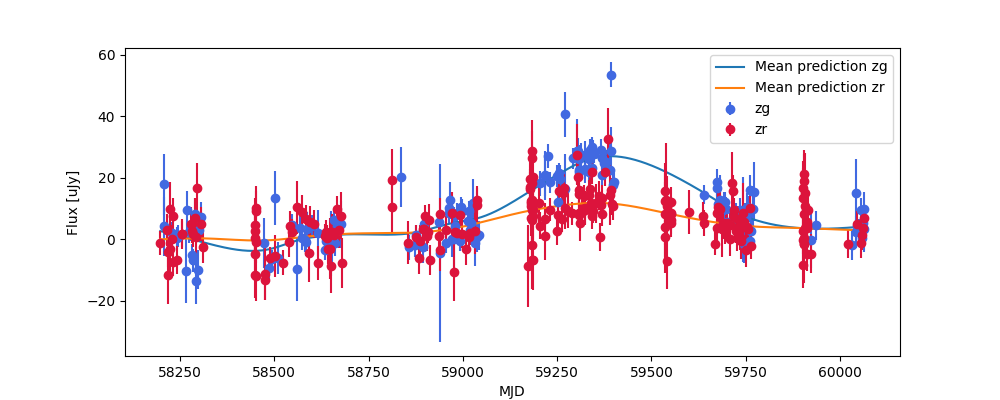 60
40
20
0
−20
Flux [uJy]
58250 58500 58750 59000 59250 59500 59750 60000
MJD
Mean prediction zg
Mean prediction zr
zg
zr